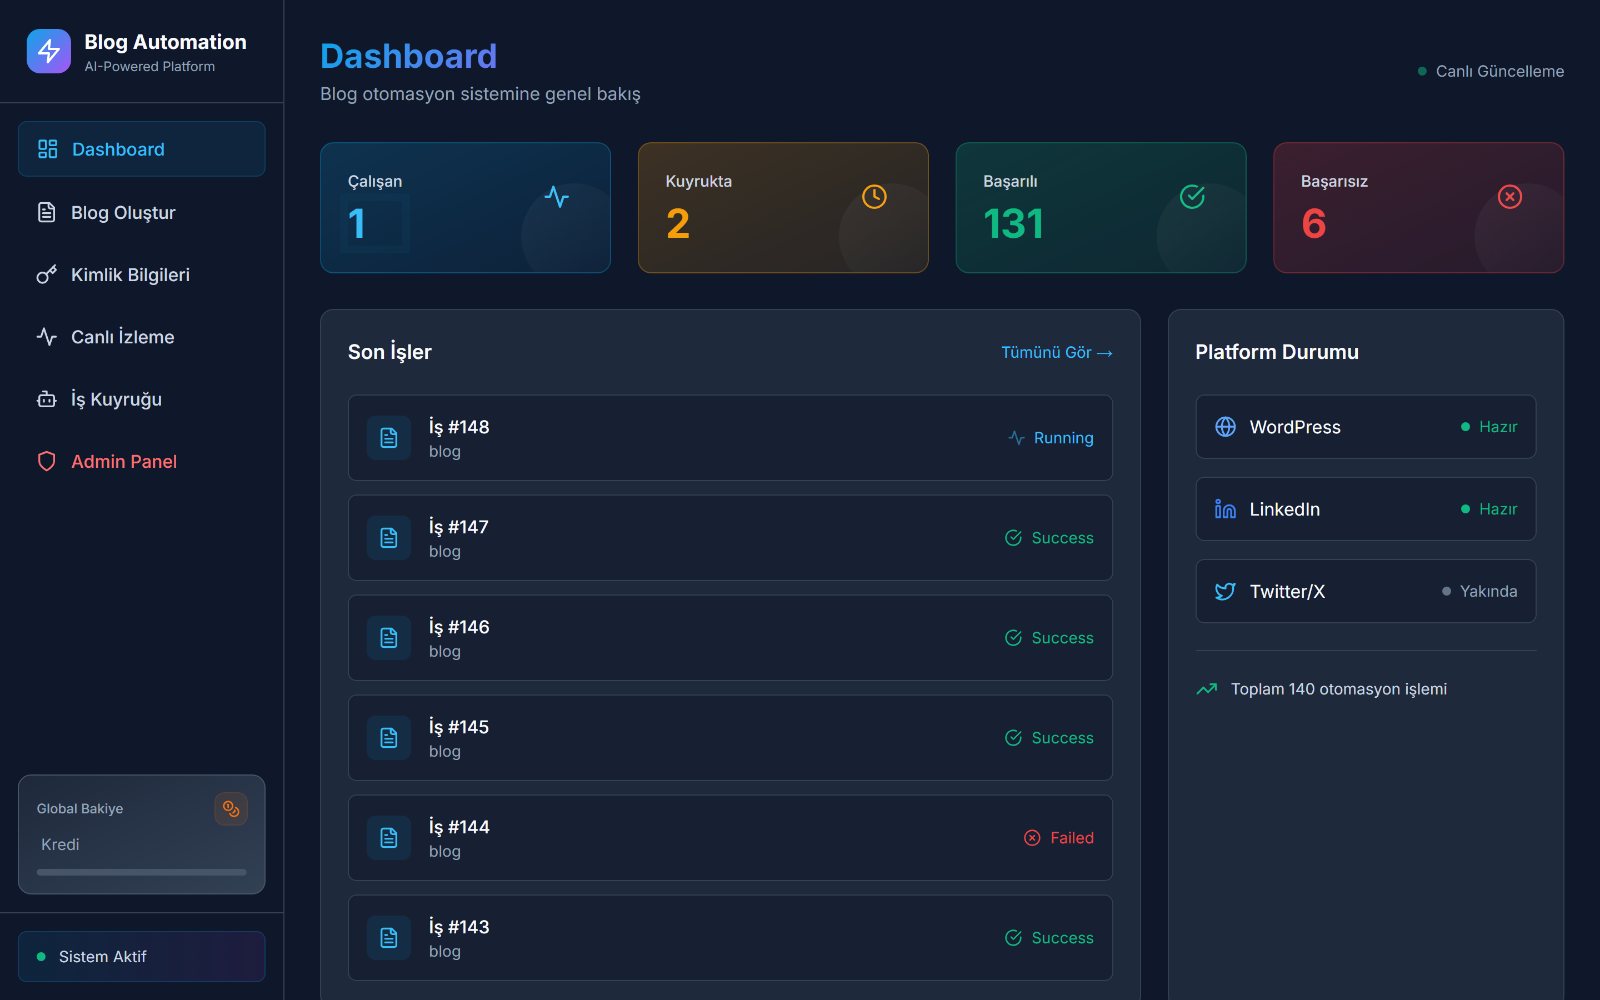 Blog Automation
AI-Powered Platform
Dashboard
Blog Oluştur
Kimlik Bilgileri
Canlı İzleme
İş Kuyruğu
Admin Panel
Global Bakiye
Kredi
Sistem Aktif
Dashboard
Blog otomasyon sistemine genel bakış
Canlı Güncelleme
Çalışan
1
Kuyrukta
2
Başarılı
131
Başarısız
6
Son İşler
Tümünü Gör →
İş #148
blog
Running
İş #147
blog
Success
İş #146
blog
Success
İş #145
blog
Success
İş #144
blog
Failed
İş #143
blog
Success
Platform Durumu
WordPress
Hazır
LinkedIn
Hazır
Twitter/X
Yakında
Toplam 140 otomasyon işlemi